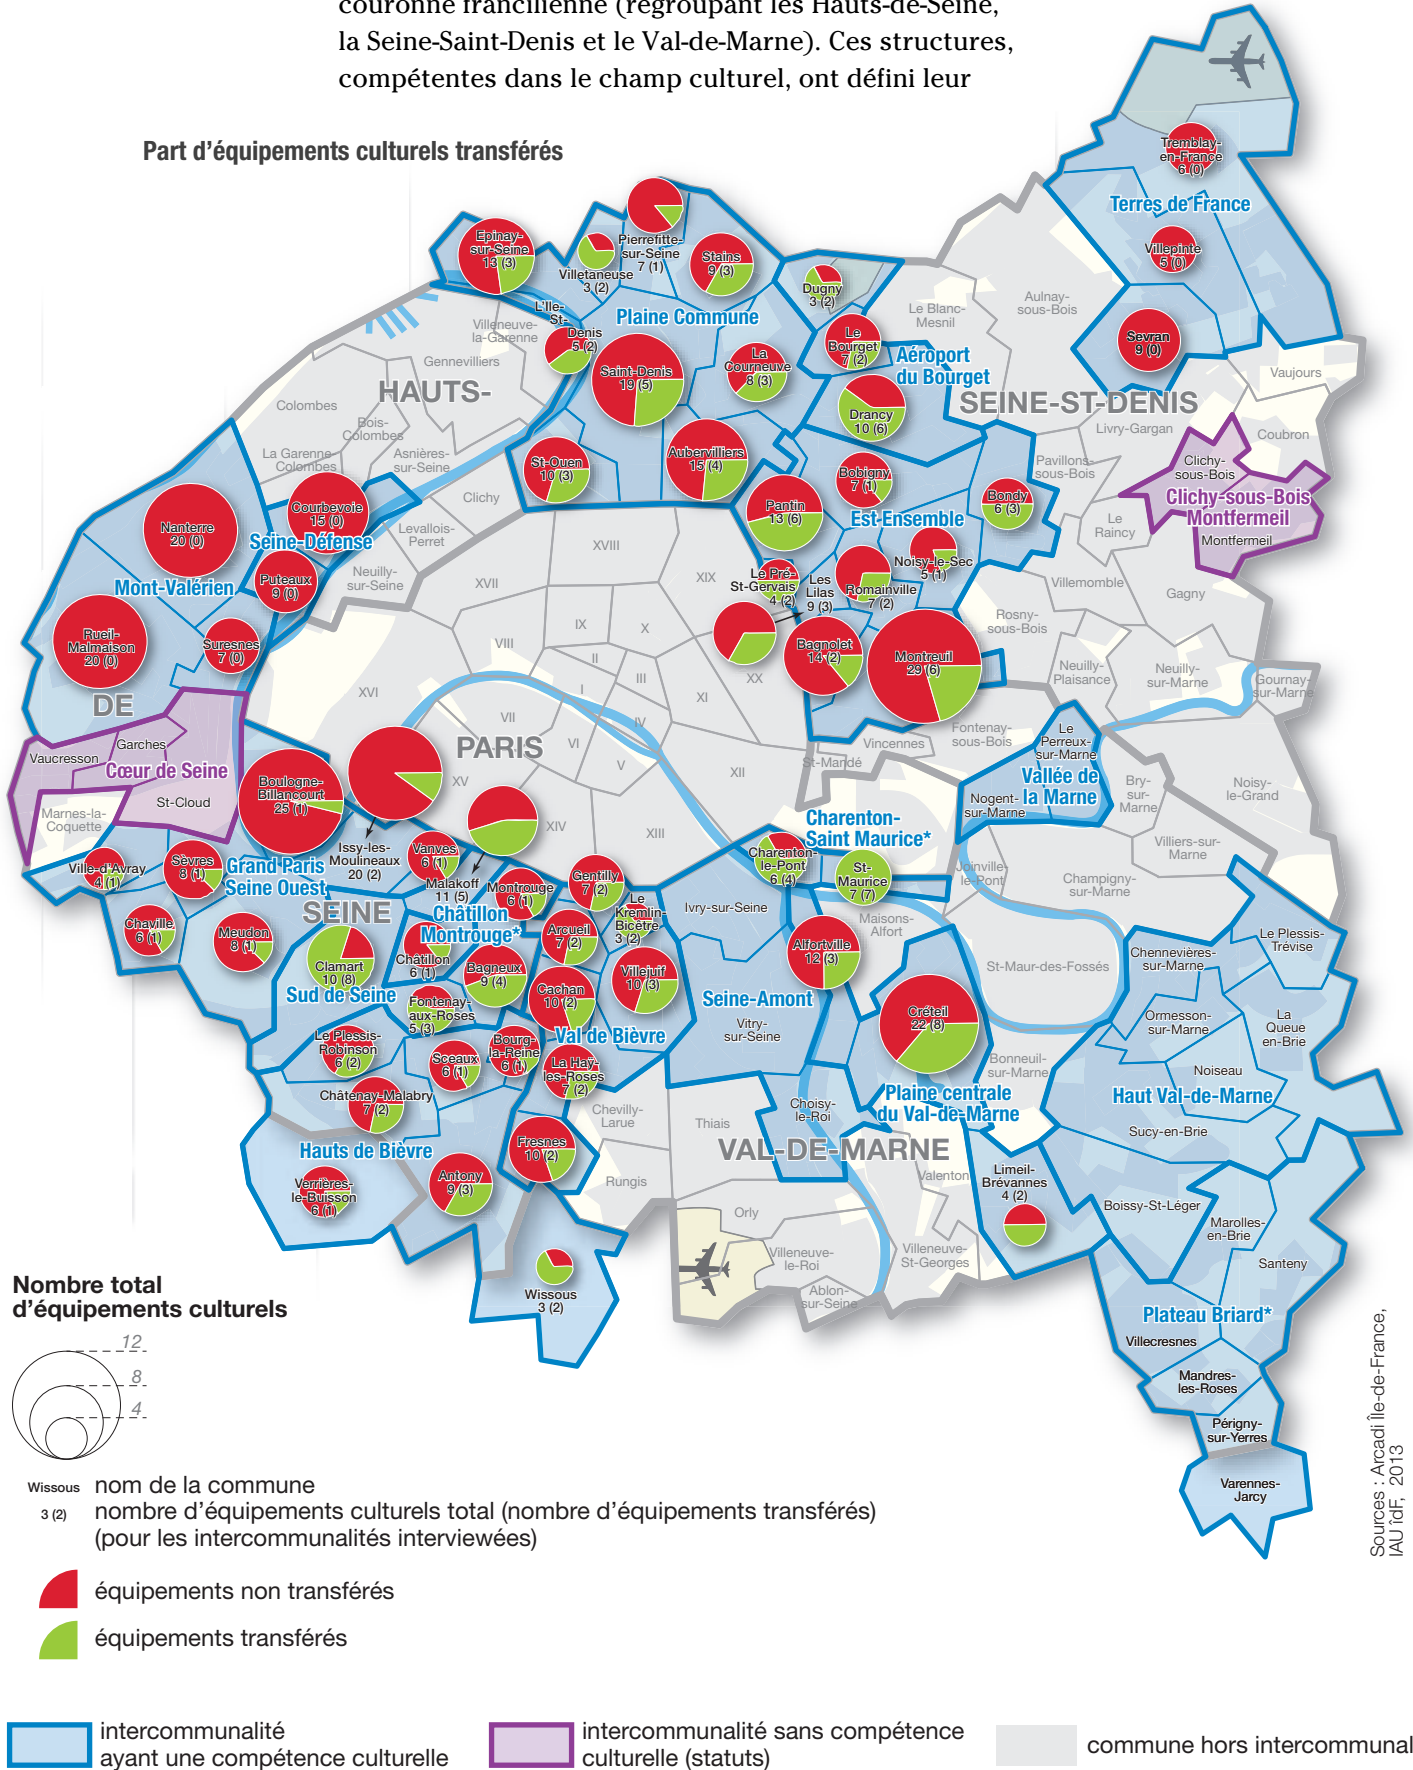 couronne francilienne (regroupant les Hauts-de-Seine,
la Seine-Saint-Denis et le Val-de-Marne). Ces structures,
compétentes dans le champ culturel, ont défini leur
Part d'équipements culturels transférés
Tremblay-
en-France
6 (0)
Terres de France
Villepinte
5 (0)
Sevran
9 (0)
Epinay-
sur-Seine
13 (3)
Villetaneuse
3 (2)
Pierrefitte-
sur-Seine
7 (1)
Stains
9 (3)
Dugny
3 (2)
L'Ile-
St-
Denis
5 (2)
Plaine Commune
Saint-Denis
19 (5)
La
Courneuve
8 (3)
Le
Bourget
7 (2)
Aéroport
du Bourget
Drancy
10 (6)
Le Blanc-
Mesnil
Aulnay-
sous-Bois
Villeneuve-
la-Garenne
Gennevilliers
HAUTS-
SEINE-ST-DENIS
Vaujours
Colombes
Bois-
Colombes
La Garenne-
Colombes
Asnières-
sur-Seine
Livry-Gargan
Coubron
St-Ouen
10 (3)
Aubervilliers
15 (4)
Bobigny
7 (1)
Pavillons-
sous-Bois
Clichy-
sous-Bois
Clichy-sous-Bois
Montfermeil
Montfermeil
Nanterre
20 (0)
Courbevoie
15 (0)
Seine-Défense
Clichy
Levallois-
Perret
Pantin
13 (6)
Est-Ensemble
Bondy
6 (3)
Le
Raincy
Mont-Valérien
Puteaux
9 (0)
Neuilly-
sur-Seine
XVIII
XVII
XIX
Le Pré-
St-Gervais
4 (2)
Les
Lilas
9 (3)
Romainville
7 (2)
Noisy-le-Sec
5 (1)
Villemomble
Gagny
Rueil-
Malmaison
20 (0)
Suresnes
7 (0)
VIII
IX
X
II
III
I
XVI
XI
XX
IV
VII
VI
V
XII
XV
XIV
XIII
PARIS
Bagnolet
14 (2)
Montreuil
29 (6)
Rosny-
sous-Bois
Neuilly-
Plaisance
Neuilly-
sur-Marne
Gournay-
sur-Marne
DE
Vaucresson
Garches
Cœur de Seine
St-Cloud
Marnes-la-
Coquette
Boulogne-
Billancourt
25 (1)
Vincennes
St-Mandé
Fontenay-
sous-Bois
Le
Perreux-
sur-Marne
Vallée de
la Marne
Nogent-
sur-Marne
Bry-
sur-
Marne
Noisy-
le-Grand
Ville-d'Avray
4 (1)
Sèvres
8 (1)
Grand Paris
Seine Ouest
Issy-les-
Moulineaux
20 (2)
Vanves
6 (1)
Malakoff
11 (5)
Montrouge
6 (1)
Gentilly
7 (2)
Charenton-
Saint Maurice*
Charenton-
le-Pont
6 (4)
St-
Maurice
7 (7)
Joinville-
le-Pont
Villiers-sur-
Marne
Champigny-
sur-Marne
SEINE
Chaville
6 (1)
Meudon
8 (1)
Châtillon
Montrouge*
Châtillon
6 (1)
Clamart
10 (8)
Sud de Seine
Bagneux
9 (4)
Arcueil
7 (2)
Le
Kremlin-
Bicêtre
3 (2)
Villejuif
10 (3)
Ivry-sur-Seine
Alfortville
12 (3)
Maisons-
Alfort
St-Maur-des-Fossés
Chennevières-
sur-Marne
Le Plessis-
Trévise
Fontenay-
aux-Roses
5 (3)
Cachan
10 (2)
Val de Bièvre
Seine-Amont
Vitry-
sur-Seine
Créteil
22 (8)
Ormesson-
sur-Marne
La
Queue
en-Brie
Le Plessis-
Robinson
6 (2)
Sceaux
6 (1)
Bourg-
la-Reine
6 (1)
La Haÿ-
les-Roses
7 (2)
Bonneuil-
sur-Marne
Noiseau
Haut Val-de-Marne
Sucy-en-Brie
Châtenay-Malabry
7 (2)
Hauts de Bièvre
Chevilly-
Larue
Thiais
Choisy-
le-Roi
Plaine centrale
du Val-de-Marne
VAL-DE-MARNE
Fresnes
10 (2)
Verrières-
le-Buisson
6 (1)
Antony
9 (3)
Rungis
Valenton
Limeil-
Brévannes
4 (2)
Boissy-St-Léger
Marolles-
en-Brie
Santeny
Orly
Villeneuve-
le-Roi
Villeneuve-
St-Georges
Ablon-
sur-Seine
Wissous
3 (2)
Plateau Briard*
Villecresnes
Mandres-
les-Roses
Périgny-
sur-Yerres
Varennes-
Jarcy
Nombre total
d'équipements culturels
12
8
4
Wissous nom de la commune
3 (2) nombre d'équipements culturels total (nombre d'équipements transférés)
(pour les intercommunalités interviewées)
équipements non transférés
équipements transférés
Sources : Arcadi Île-de-France,
IAU îdF, 2013
intercommunalité
ayant une compétence culturelle
intercommunalité sans compétence
culturelle (statuts)
commune hors intercommunal